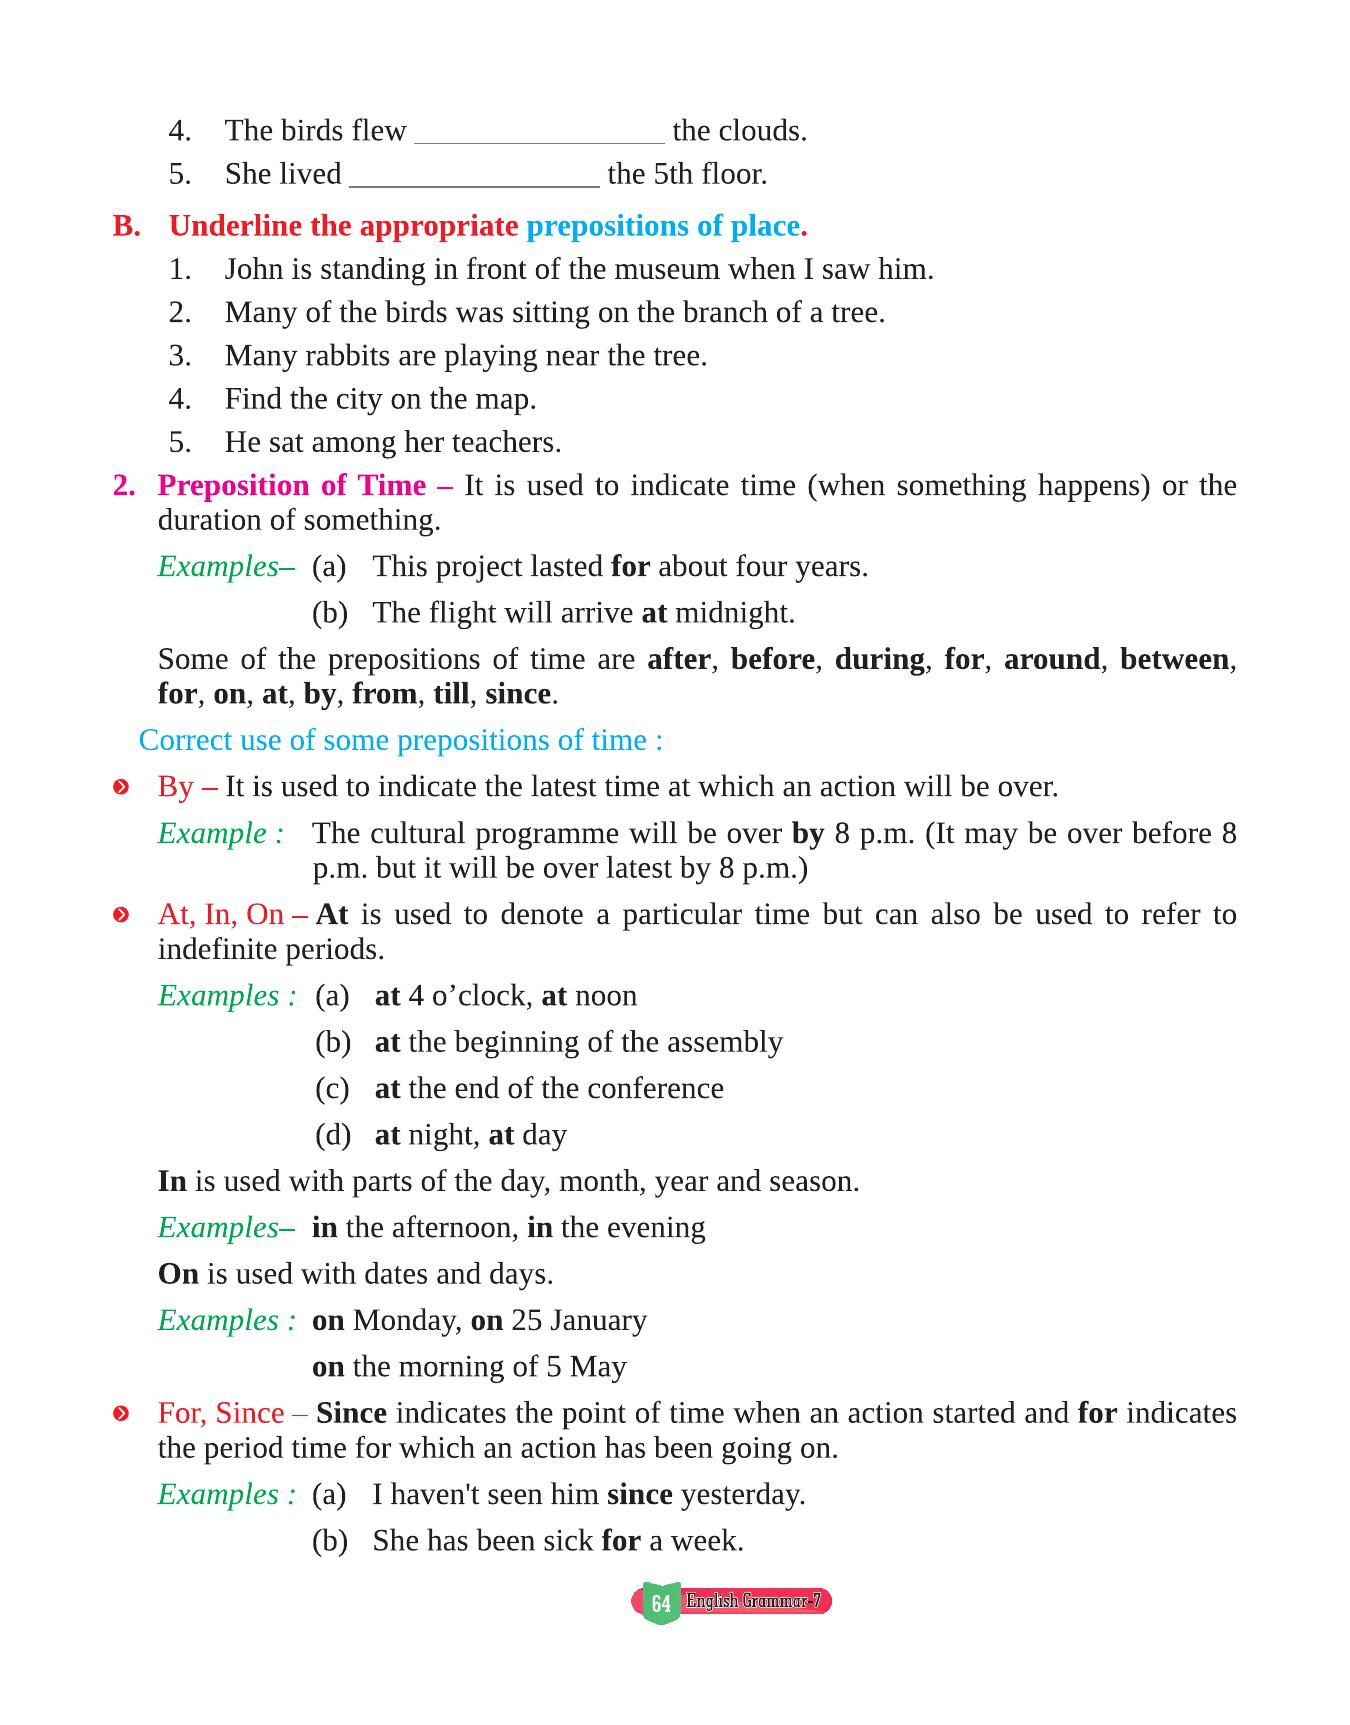 4. The birds flew ________________ the clouds.
5. She lived ________________ the 5th floor.
B. Underline the appropriate prepositions of place.
1. John is standing in front of the museum when I saw him.
2. Many of the birds was sitting on the branch of a tree.
3. Many rabbits are playing near the tree.
4. Find the city on the map.
5. He sat among her teachers.
2. Preposition of Time – It is used to indicate time (when something happens) or the
duration of something.
Examples– (a) This project lasted for about four years.
(b) The flight will arrive at midnight.
Some of the prepositions of time are after, before, during, for, around, between,
for, on, at, by, from, till, since.
Correct use of some prepositions of time :
By – It is used to indicate the latest time at which an action will be over.
Example : The cultural programme will be over by 8 p.m. (It may be over before 8
p.m. but it will be over latest by 8 p.m.)
At, In, On – At is used to denote a particular time but can also be used to refer to
indefinite periods.
Examples : (a) at 4 o’clock, at noon
(b) at the beginning of the assembly
(c) at the end of the conference
(d) at night, at day
In is used with parts of the day, month, year and season.
Examples– in the afternoon, in the evening
On is used with dates and days.
Examples : on Monday, on 25 January
on the morning of 5 May
For, Since – Since indicates the point of time when an action started and for indicates
the period time for which an action has been going on.
Examples : (a) I haven't seen him since yesterday.
(b) She has been sick for a week.
64 English Grammar-7